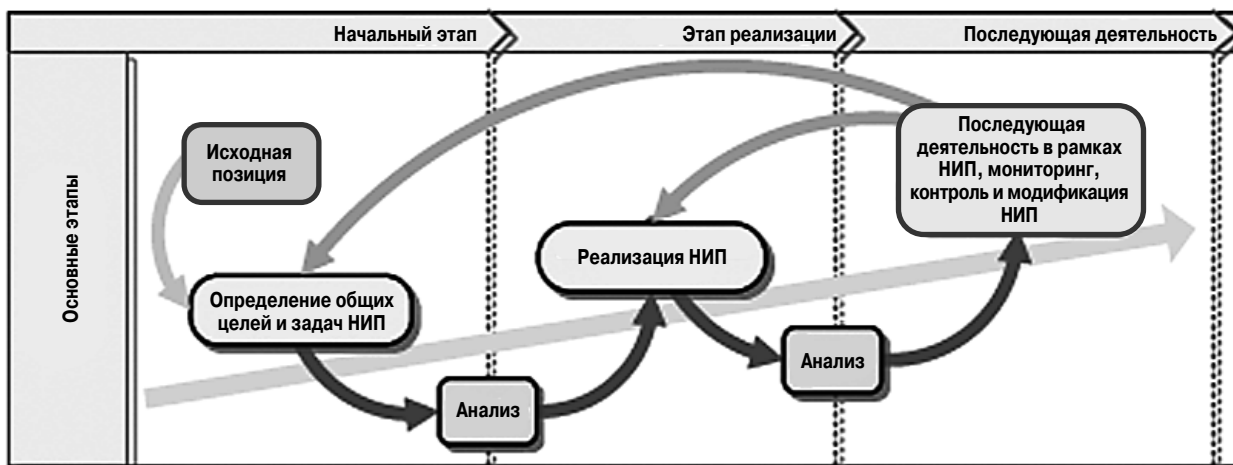 Начальный этап
Этап реализации
Последующая деятельность
Основные этапы
Исходная
позиция
Последующая
деятельность в рамках
НИП, мониторинг,
контроль и модификация
НИП
Реализация НИП
Определение общих
целей и задач НИП
Анализ
Анализ